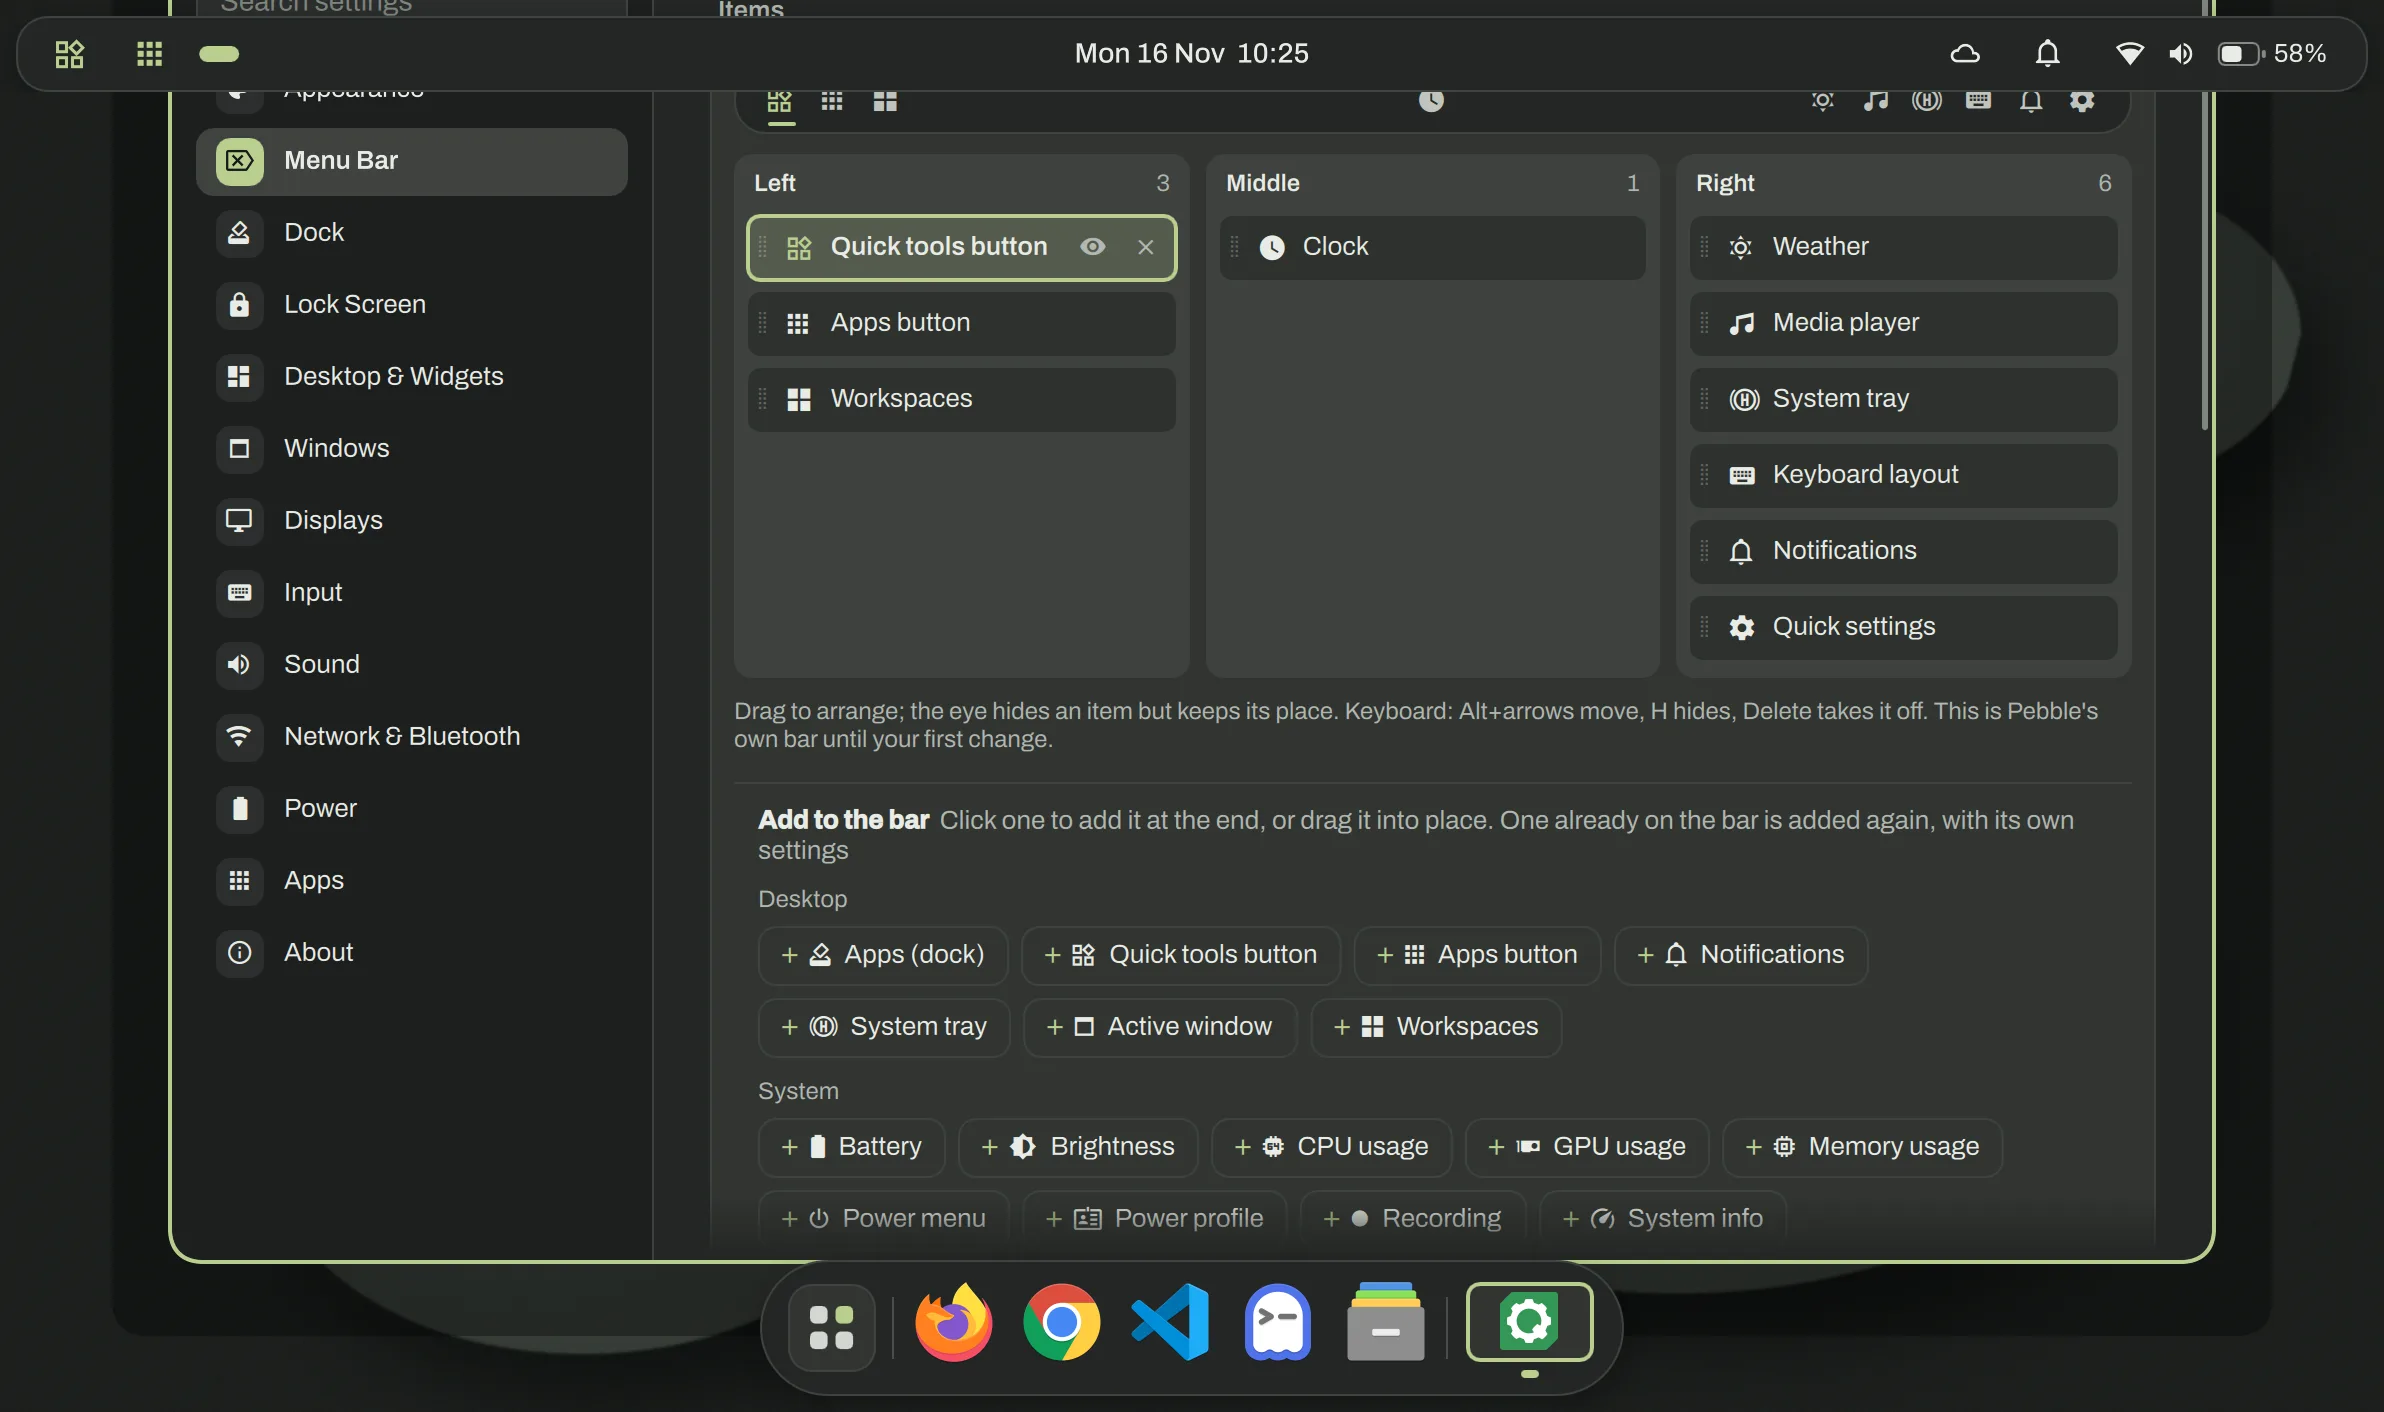 Search settings
Items
Mon 16 Nov 10:25
58%
Appearance
Menu Bar
Dock
Lock Screen
Desktop & Widgets
Windows
Displays
Input
Sound
Network & Bluetooth
Power
Apps
About
Left 3
Quick tools button
Apps button
Workspaces
Middle 1
Clock
Right 6
Weather
Media player
System tray
Keyboard layout
Notifications
Quick settings
Drag to arrange; the eye hides an item but keeps its place. Keyboard: Alt+arrows move, H hides, Delete takes it off. This is Pebble's
own bar until your first change.
Add to the bar Click one to add it at the end, or drag it into place. One already on the bar is added again, with its own
settings
Desktop
+ Apps (dock) + Quick tools button + Apps button + Notifications
+ System tray + Active window + Workspaces
System
+ Battery + Brightness + CPU usage + GPU usage + Memory usage
+ Power menu + Power profile + Recording + System info